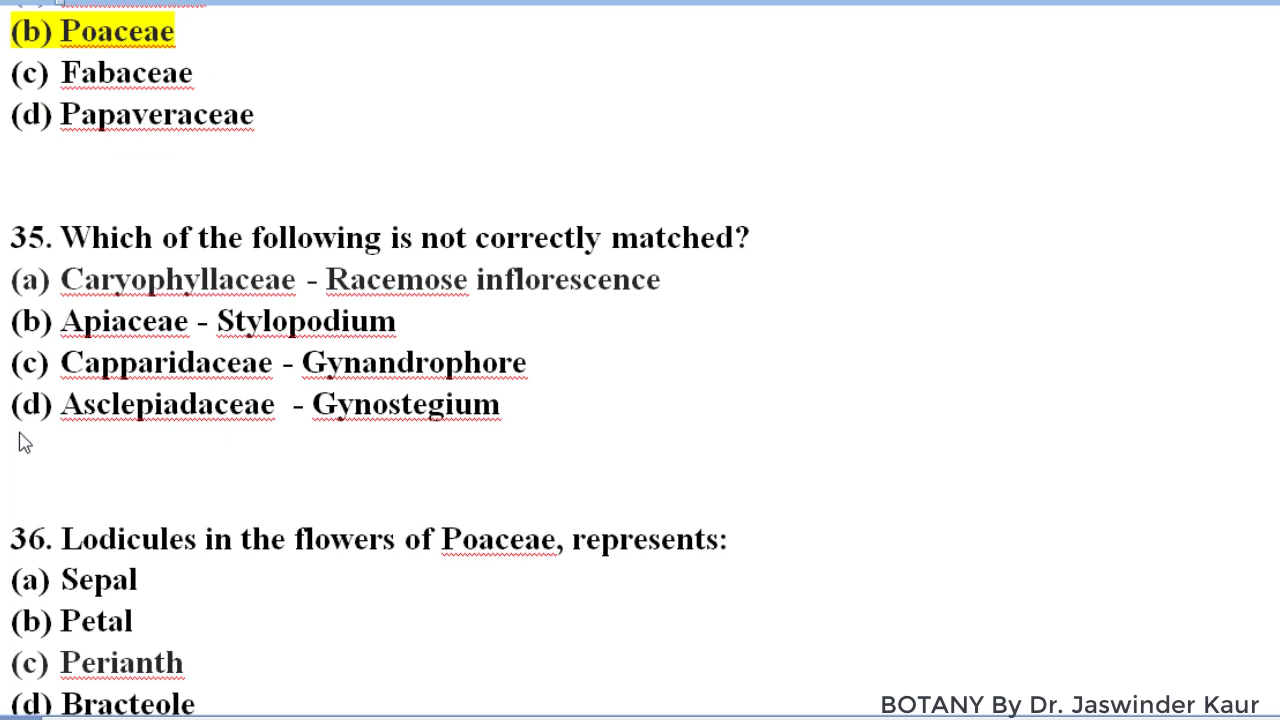 (b) Poaceae
(c) Fabaceae
(d) Papaveraceae
35. Which of the following is not correctly matched?
(a) Caryophyllaceae - Racemose inflorescence
(b) Apiaceae - Stylopodium
(c) Capparidaceae - Gynandrophore
(d) Asclepiadaceae - Gynostegium
36. Lodicules in the flowers of Poaceae, represents:
(a) Sepal
(b) Petal
(c) Perianth
(d) Bracteole
BOTANY By Dr. Jaswinder Kaur